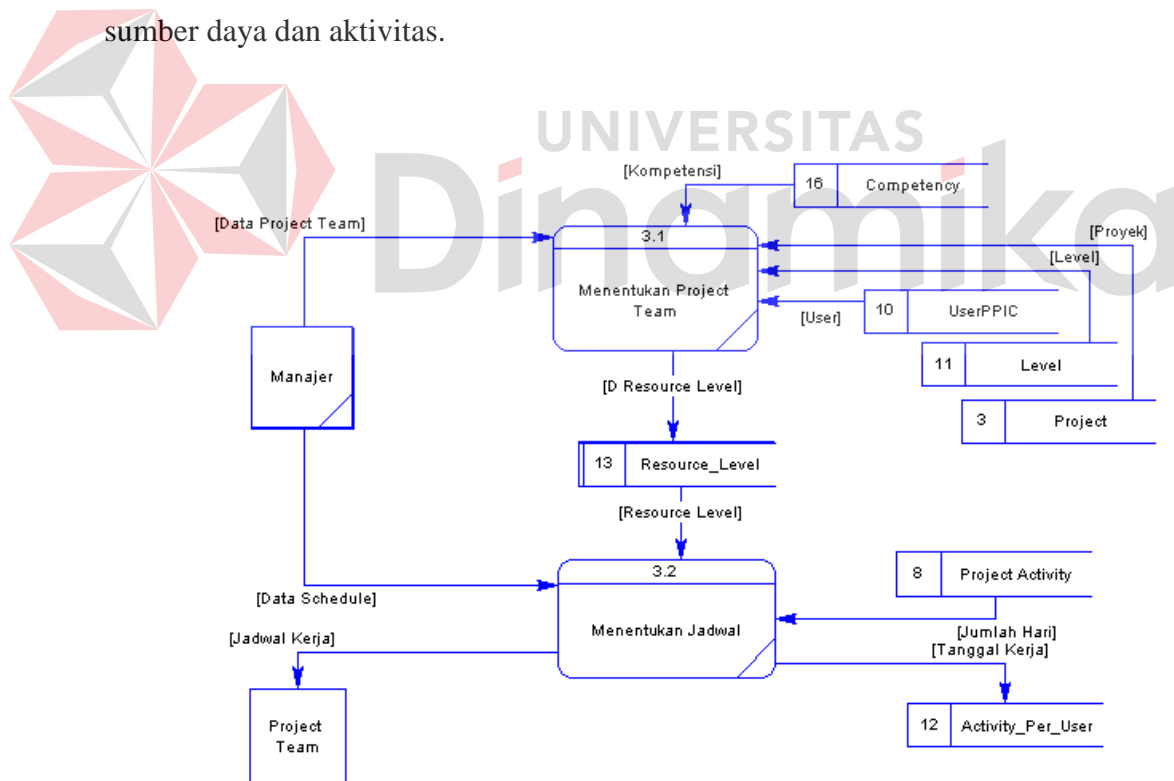 sumber daya dan aktivitas.
UNIVERSITAS
Dinamika
[Kompetensi]
16 Competency
[Data Project Team]
3.1
Menentukan Project
Team
[Proyek]
[Level]
[User]
10 UserPPIC
11 Level
3 Project
Manajer
[D Resource Level]
13 Resource_Level
[Resource Level]
3.2
Menentukan Jadwal
8 Project Activity
[Data Schedule]
[Jumlah Hari]
[Tanggal Kerja]
[Jadwal Kerja]
Project
Team
12 Activity_Per_User